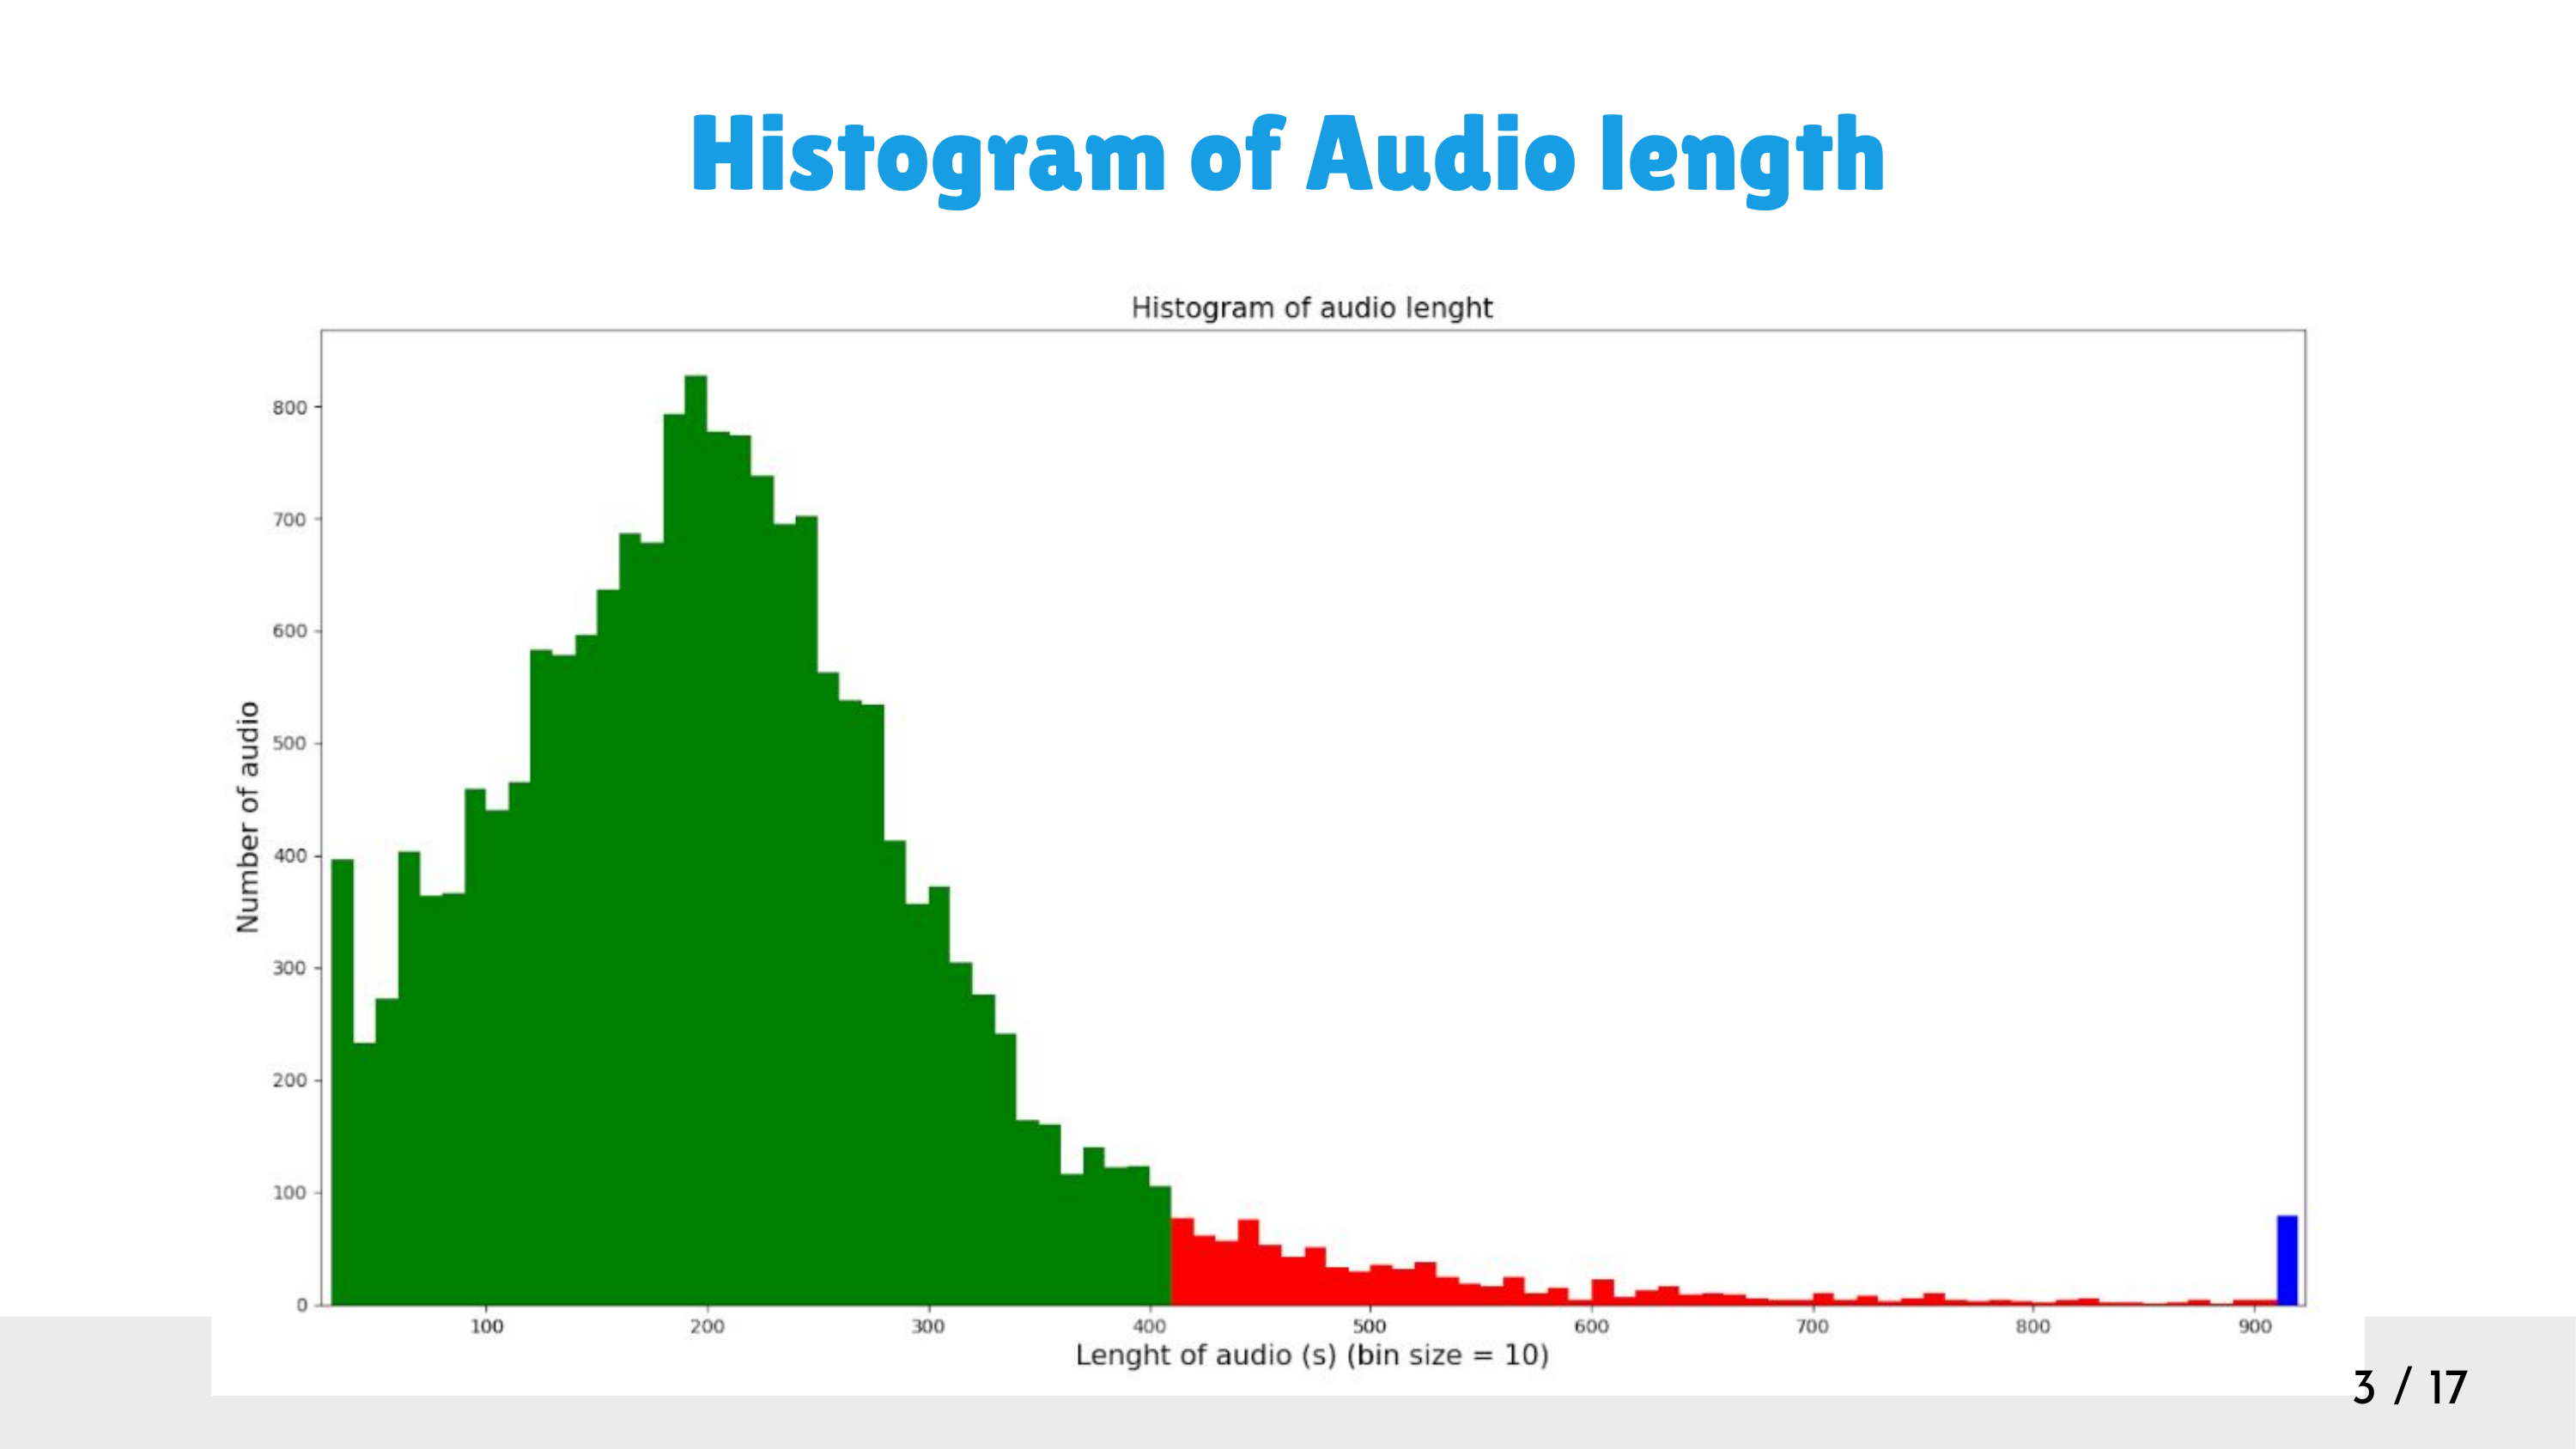 Histogram of Audio length
Histogram of audio lenght
800
700
600
500
400
300
200
100
0
Number of audio
100 200 300 400 500 600 700 800 900
Lenght of audio (s) (bin size = 10)
3 / 17